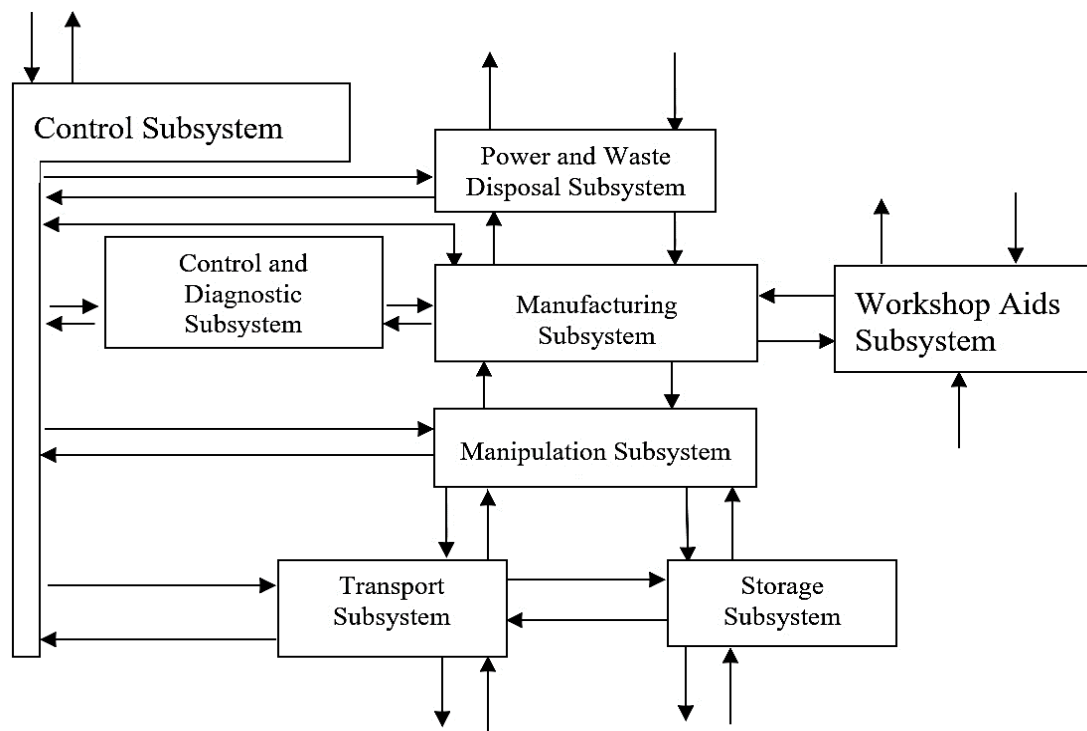 Control Subsystem
Power and Waste
Disposal Subsystem
Control and
Diagnostic
Subsystem
Manufacturing
Subsystem
Workshop Aids
Subsystem
Manipulation Subsystem
Transport
Subsystem
Storage
Subsystem